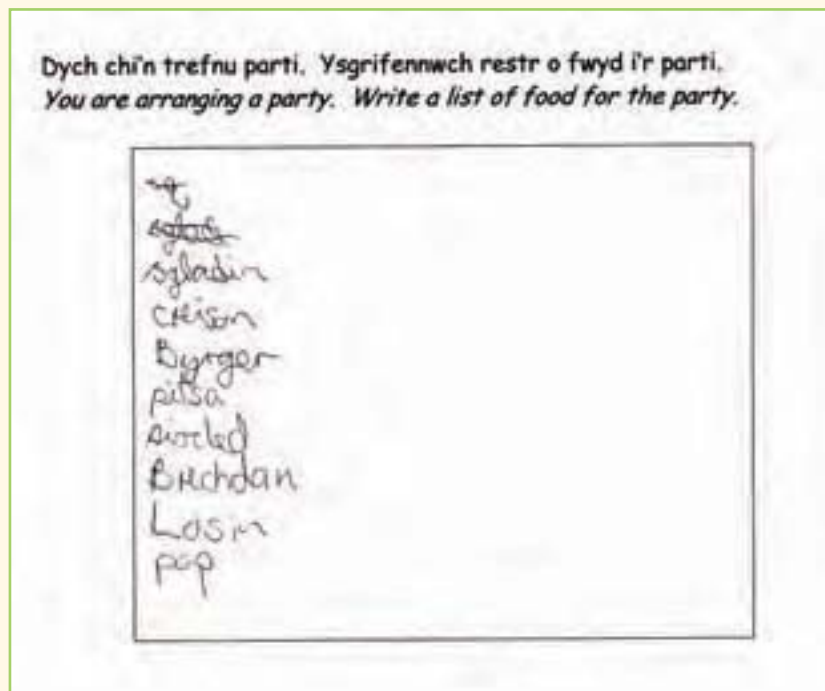 Dych chi'n trefnu parti. Ysgrifennwch restr o fwyd i'r parti.
You are arranging a party. Write a list of food for the party.
sgladin
creison
Byrger
pitsa
sircled
Brechdan
Losin
pop